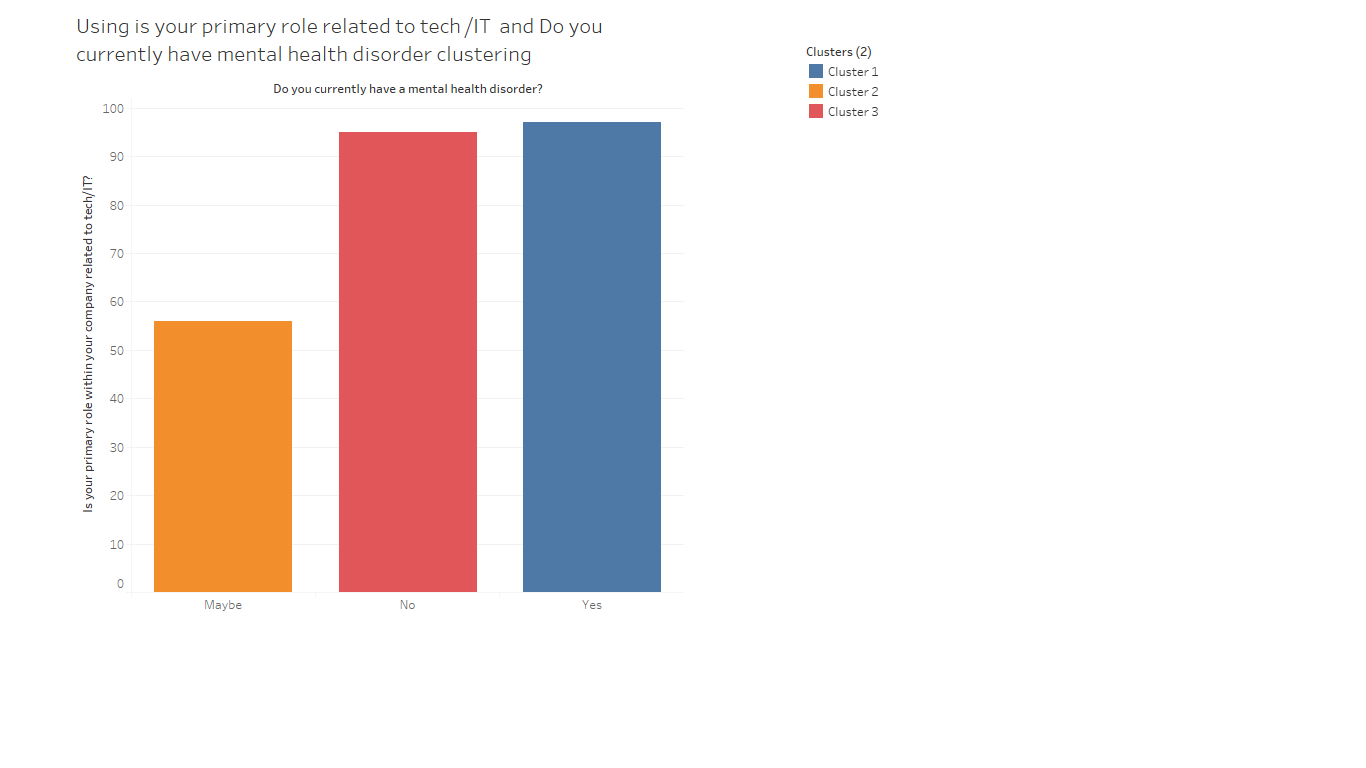 Using is your primary role related to tech /IT  and Do you
currently have mental health disorder clustering
Clusters (2)
Cluster 1
Cluster 2
Cluster 3
Do you currently have a mental health disorder?
Is your primary role within your company related to tech/IT?
100
90
80
70
60
50
40
30
20
10
0
Maybe
No
Yes